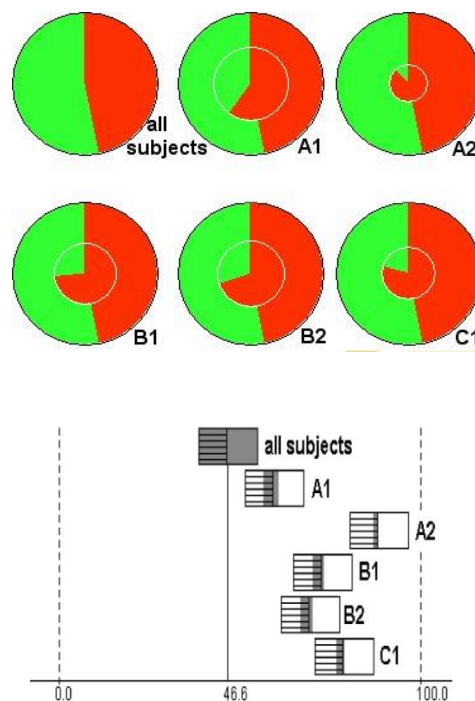 all
subjects
A1
A2
B1
B2
C1
all subjects
A1
A2
B1
B2
C1
0.0
46.6
100.0